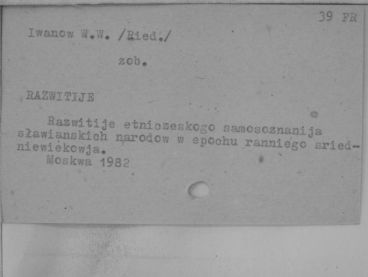 39 FR
Iwanow W.W. /Ried./
zob.
RAZWITIJE
Razwitije etniczeskogo samosoznanija
sławianskich narodow w epochu ranniego sried-
niewiekowja.
Moskwa 1982